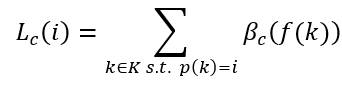 L_c(i) = ∑_{k∈K s.t. p(k)=i} β_c(f(k))